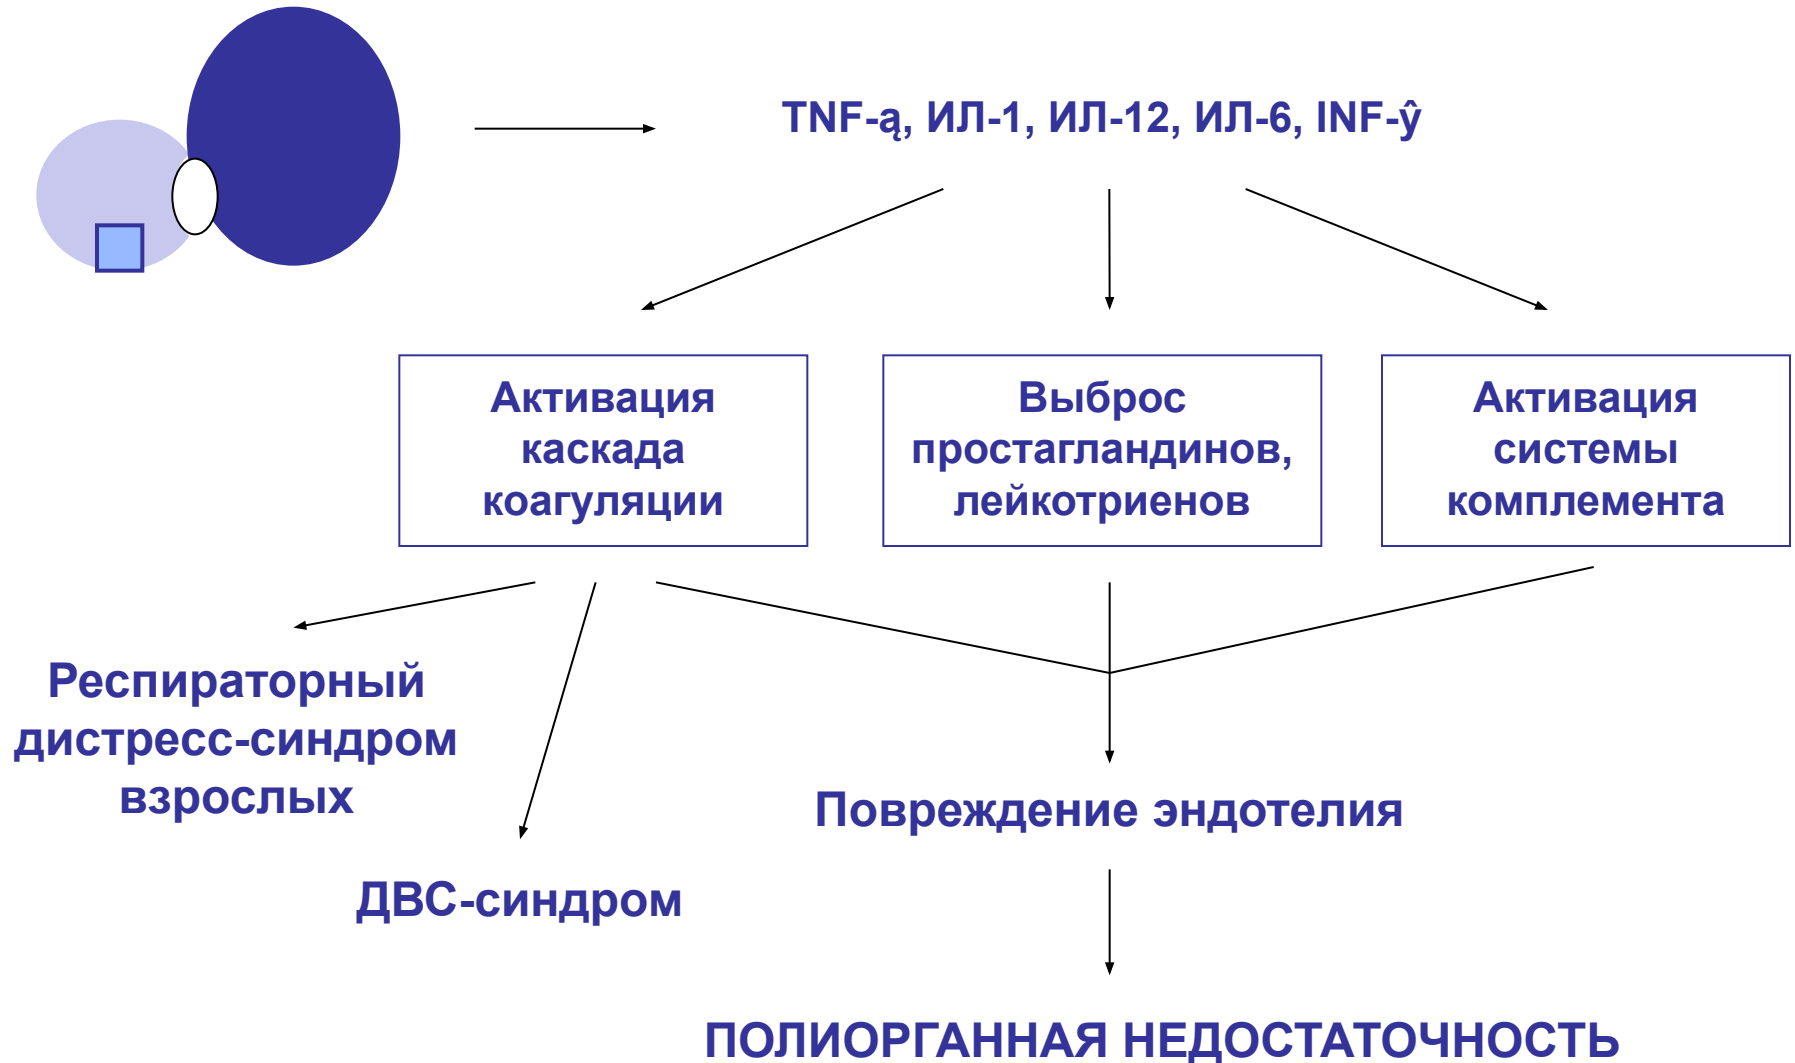 TNF-ą, ИЛ-1, ИЛ-12, ИЛ-6, INF-ŷ
Активация
каскада
коагуляции
Выброс
простагландинов,
лейкотриенов
Активация
системы
комплемента
Респираторный
дистресс-синдром
взрослых
Повреждение эндотелия
ДВС-синдром
ПОЛИОРГАННАЯ НЕДОСТАТОЧНОСТЬ